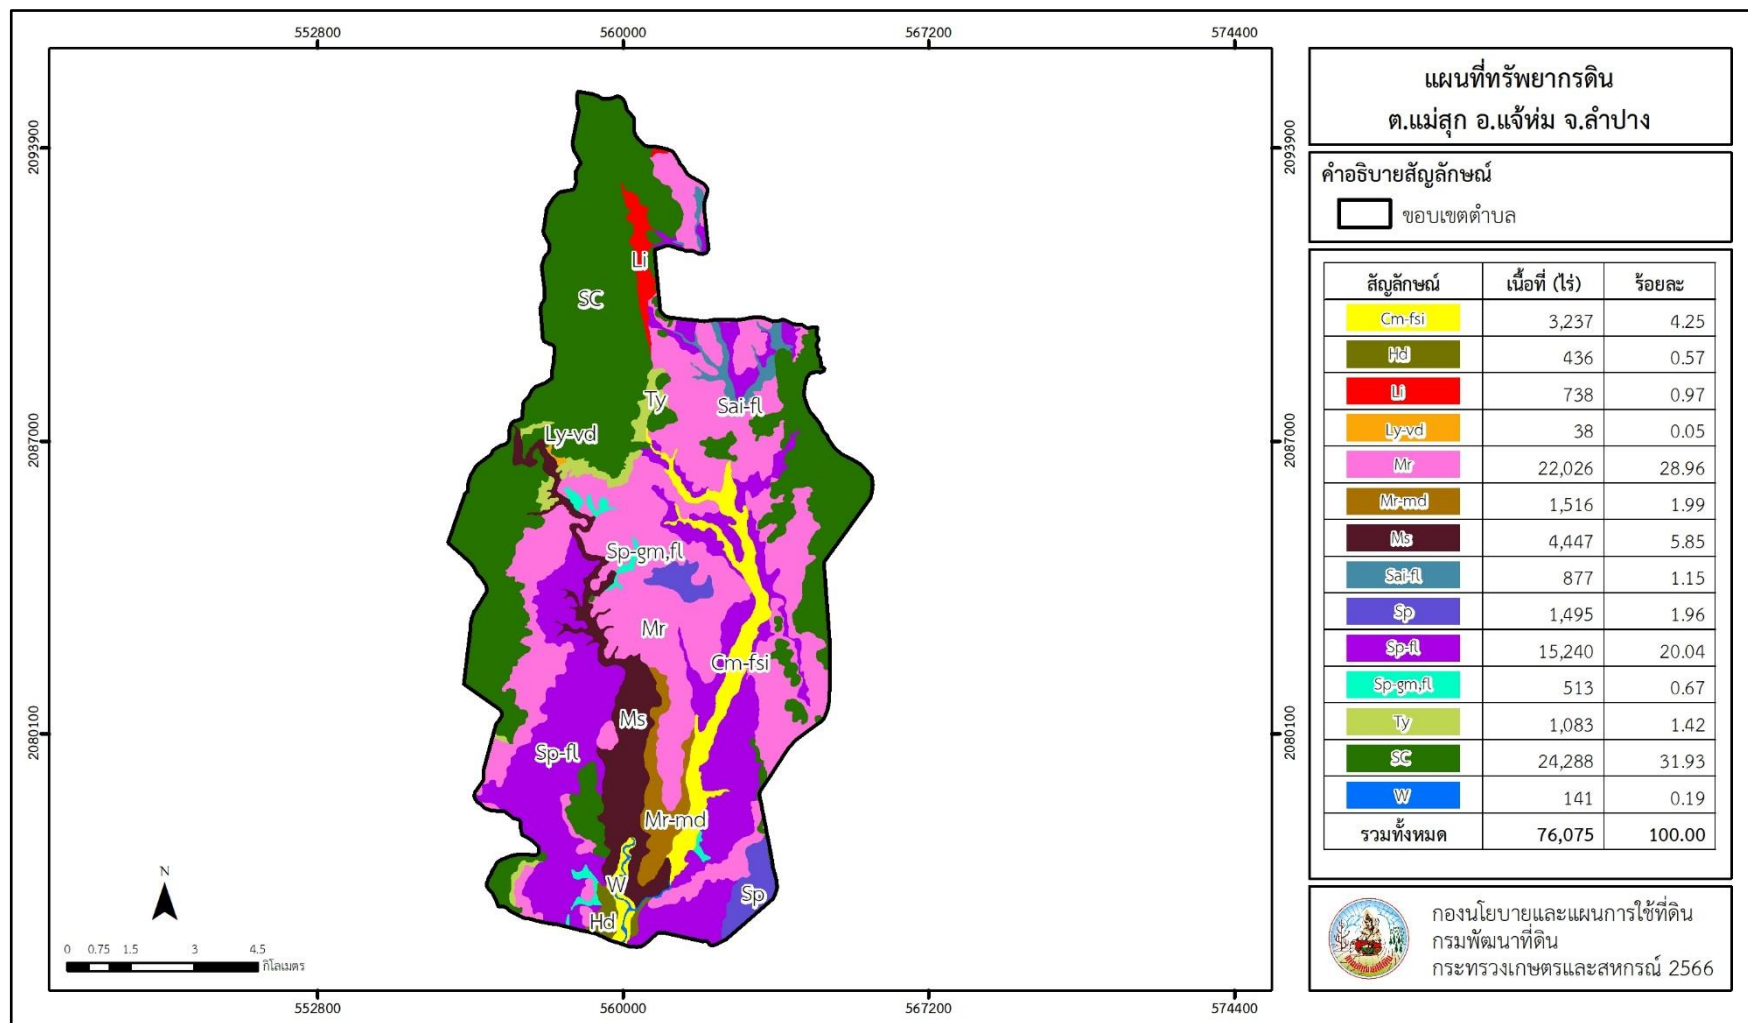 552800
560000
567200
574400
2093900
2093900
2087000
2087000
2080100
2080100
Li
SC
Ty
Sai-fl
Ly-vd
Sp-gm,fl
Mr
Cm-fsi
Ms
Sp-fl
Mr-md
W
Sp
Hd
N
0 0.75 1.5 3 4.5
กิโลเมตร
552800
560000
567200
574400
แผนที่ทรัพยากรดิน
ต.แม่สุก อ.แจ้ห่ม จ.ลำปาง
คำอธิบายสัญลักษณ์
ขอบเขตตำบล
สัญลักษณ์ เนื้อที่ (ไร่) ร้อยละ
Cm-fsi 3,237 4.25
Hd 436 0.57
Li 738 0.97
Ly-vd 38 0.05
Mr 22,026 28.96
Mr-md 1,516 1.99
Ms 4,447 5.85
Sai-fl 877 1.15
Sp 1,495 1.96
Sp-fl 15,240 20.04
Sp-gm,fl 513 0.67
Ty 1,083 1.42
SC 24,288 31.93
W 141 0.19
รวมทั้งหมด 76,075 100.00
กองนโยบายและแผนการใช้ที่ดิน
กรมพัฒนาที่ดิน
กระทรวงเกษตรและสหกรณ์ 2566